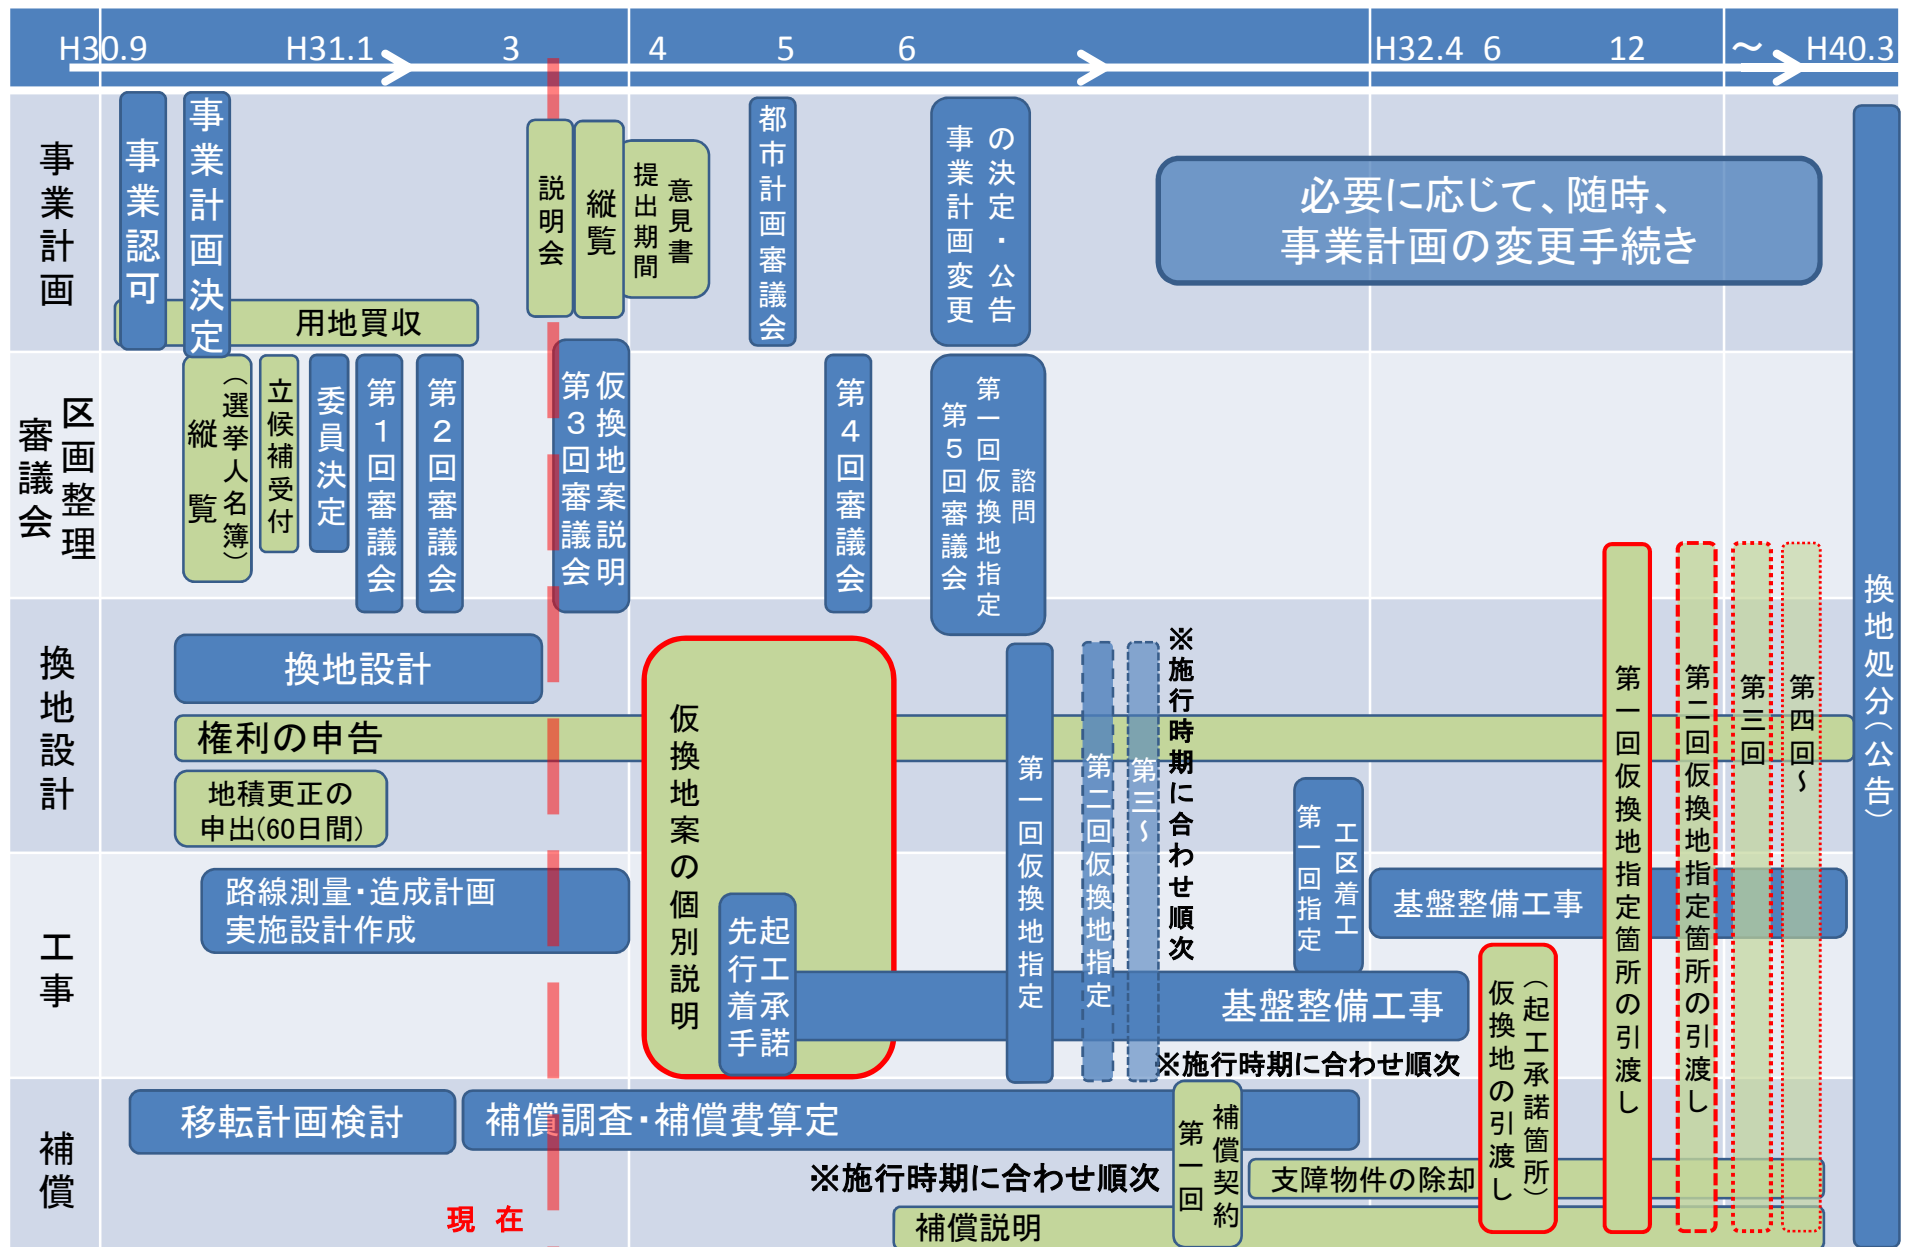 H30.9 H31.1 3 4 5 6 H32.4 6 12 ～ H40.3
事業計画
事業認可
事業計画決定
用地買収
説明会
縦覧
意見書
提出期間
都市計画審議会
事業計画変更
の決定・公告
必要に応じて、随時、
事業計画の変更手続き
区画整理
審議会
縦覧
（選挙人名簿）
立候補受付
委員決定
第1回審議会
第2回審議会
第3回審議会
仮換地案説明
第4回審議会
第5回審議会
第一回仮換地指定
諮問
換地設計
換地設計
権利の申告
地積更正の
申出(60日間)
仮換地案の個別説明
第一回仮換地指定
第二回仮換地指定
第三～
※施行時期に合わせ順次
第一回指定
工区着工
第一回仮換地指定箇所の引渡し
第二回仮換地指定箇所の引渡し
第三回
第四回～
換地処分（公告）
工事
路線測量・造成計画
実施設計作成
起工承諾
先行着手
基盤整備工事
基盤整備工事
※施行時期に合わせ順次
（起工承諾箇所）
仮換地の引渡し
補償
移転計画検討
補償調査・補償費算定
※施行時期に合わせ順次
第一回
補償契約
支障物件の除却
補償説明
現在